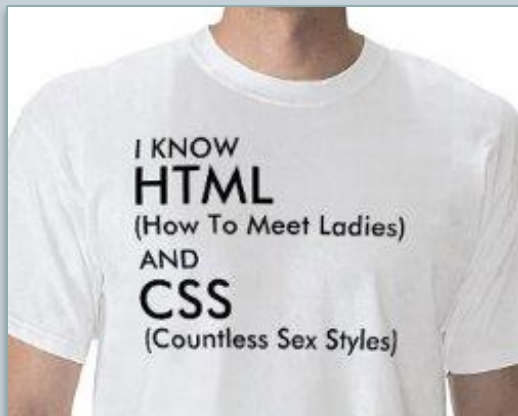 I KNOW
HTML
(How To Meet Ladies)
AND
CSS
(Countless Sex Styles)